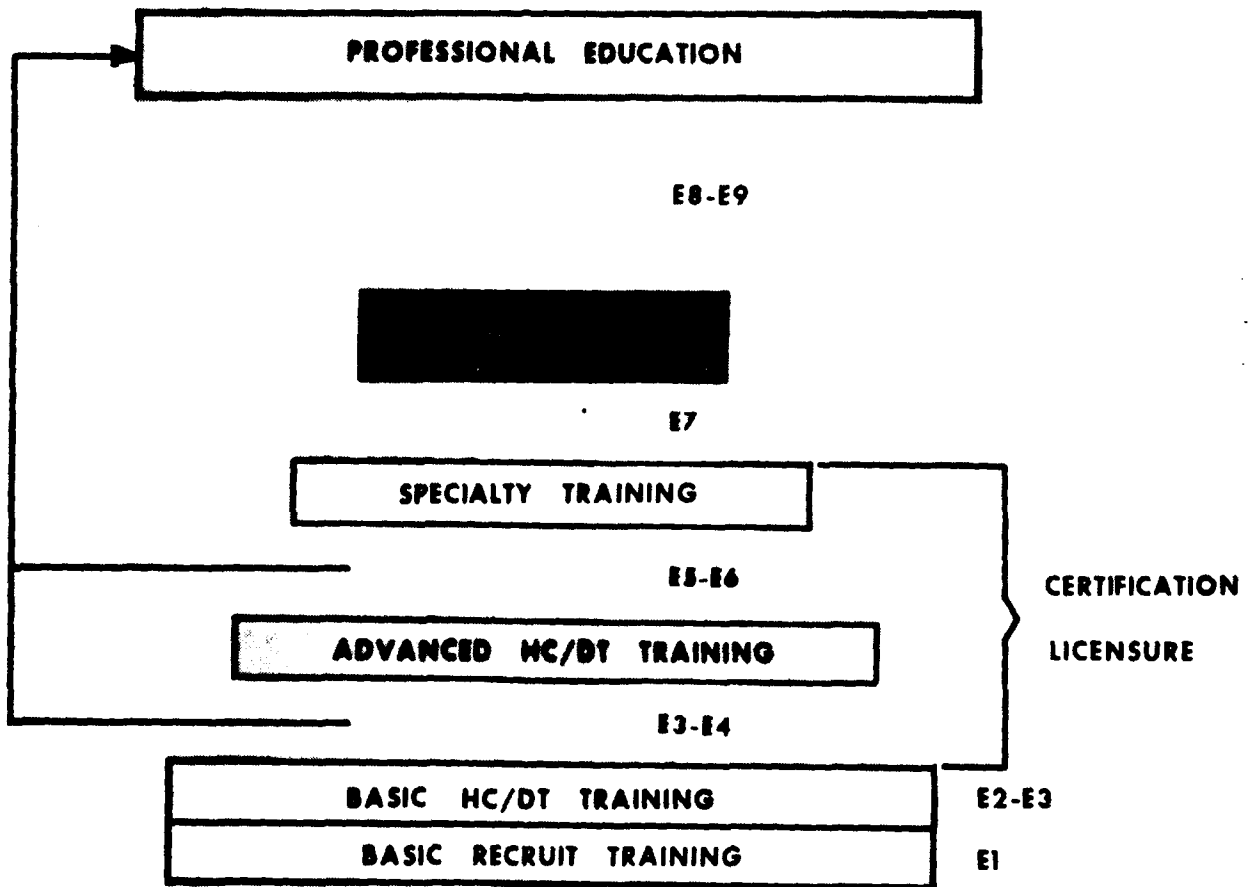 PROFESSIONAL EDUCATION
E8-E9
E7
SPECIALTY TRAINING
E5-E6
CERTIFICATION
LICENSURE
ADVANCED HC/DT TRAINING
E3-E4
BASIC HC/DT TRAINING
E2-E3
BASIC RECRUIT TRAINING
E1